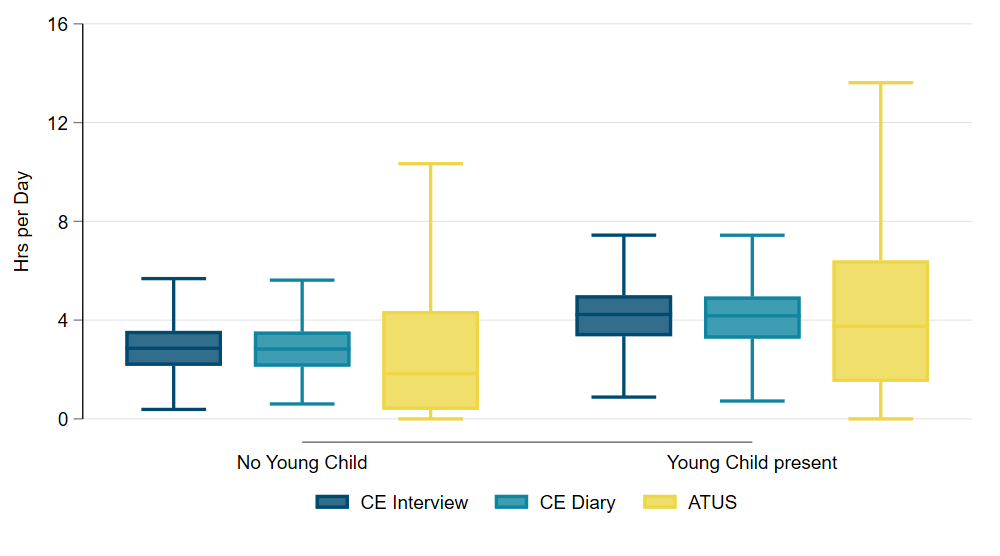 16
12
8
4
0
Hrs per Day
No Young Child
Young Child present
CE Interview
CE Diary
ATUS